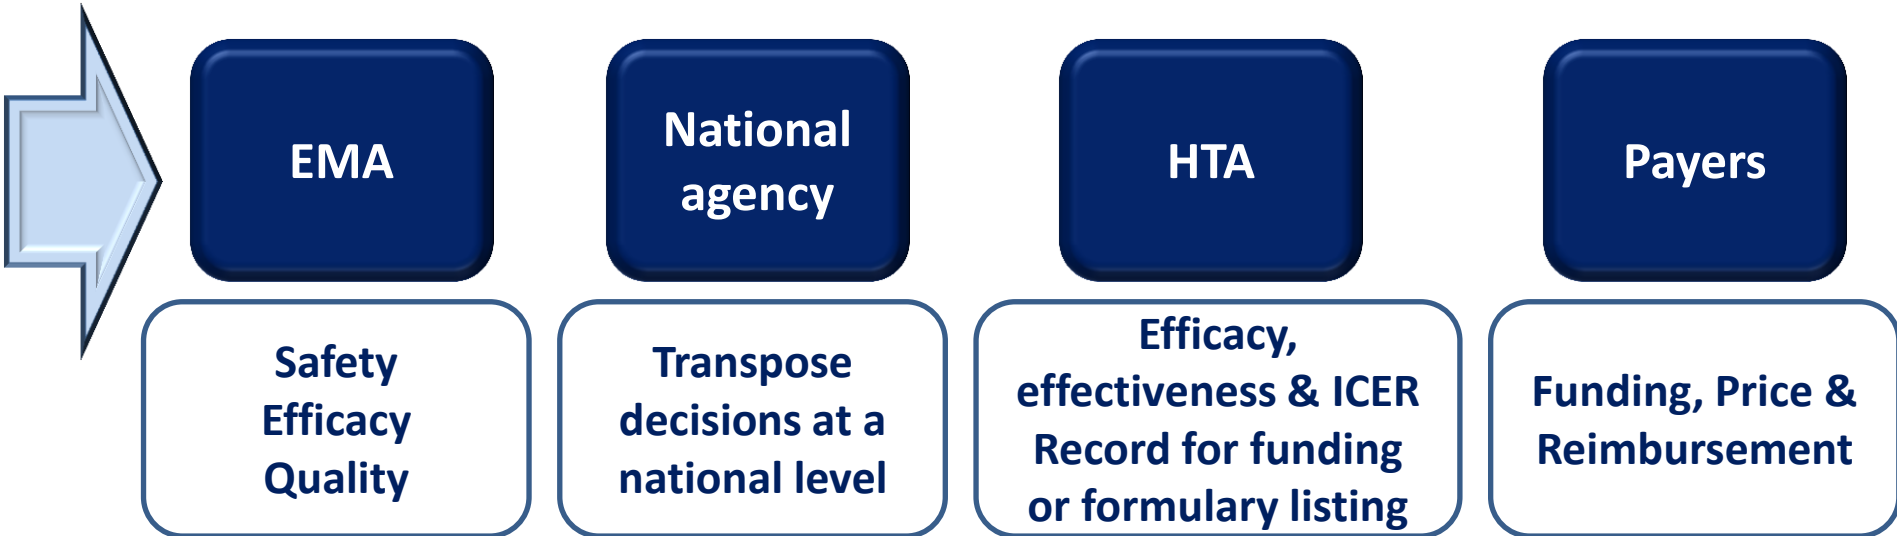 EMA
National
agency
HTA
Payers
Safety
Efficacy
Quality
Transpose
decisions at a
national level
Efficacy,
effectiveness & ICER
Record for funding
or formulary listing
Funding, Price &
Reimbursement